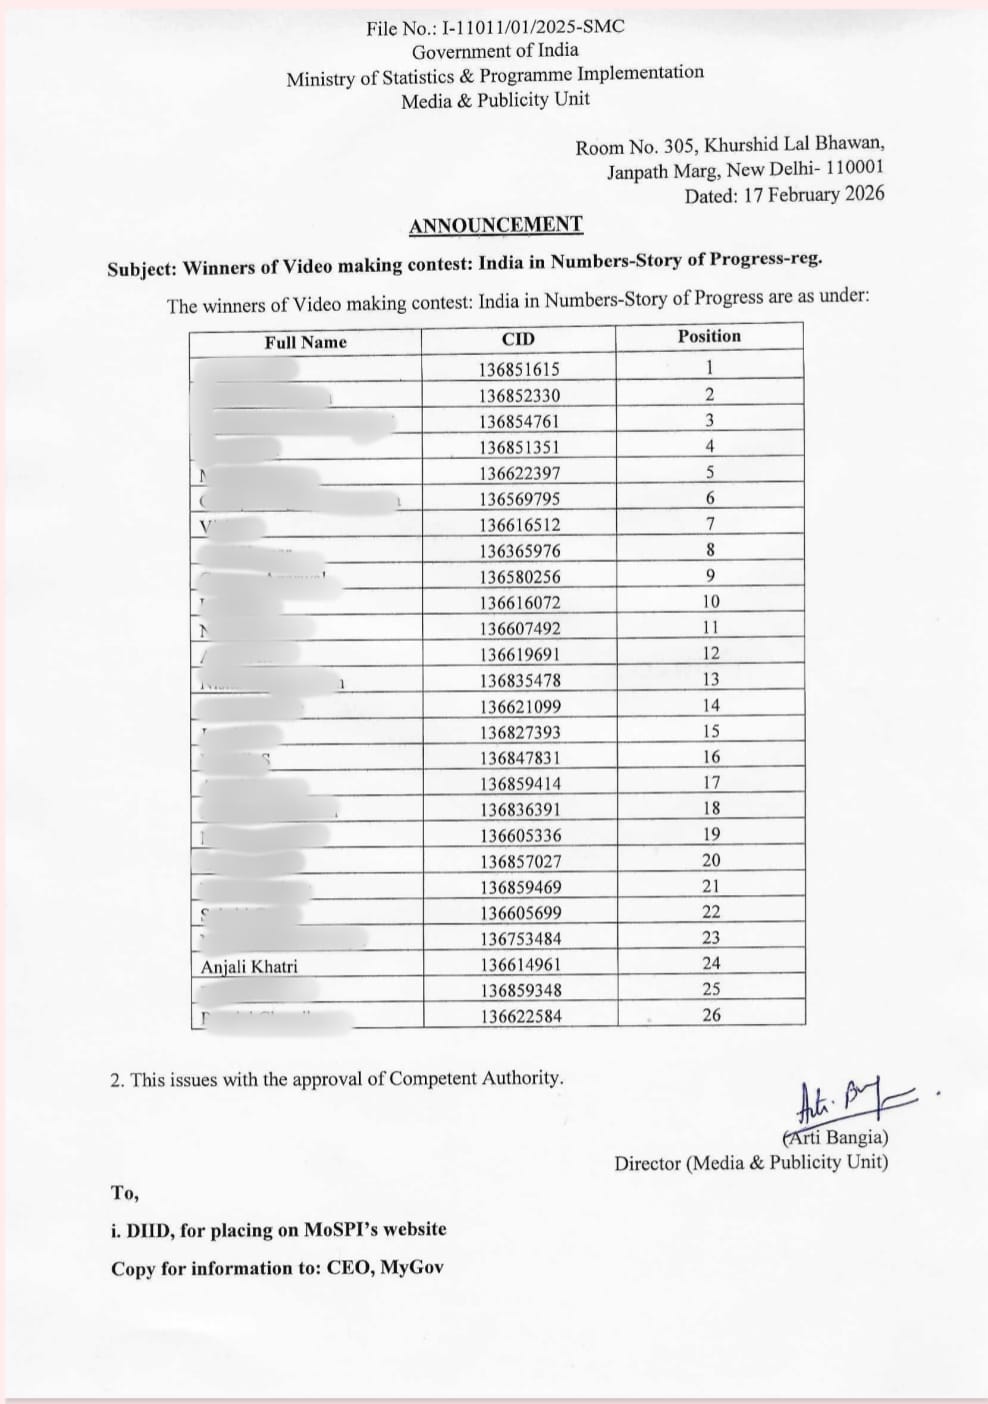 File No.: I-11011/01/2025-SMC
Government of India
Ministry of Statistics & Programme Implementation
Media & Publicity Unit
Room No. 305, Khurshid Lal Bhawan,
Janpath Marg, New Delhi- 110001
Dated: 17 February 2026
ANNOUNCEMENT
Subject: Winners of Video making contest: India in Numbers-Story of Progress-reg.
The winners of Video making contest: India in Numbers-Story of Progress are as under:
Full Name CID Position
136851615 1
136852330 2
136854761 3
136851351 4
136622397 5
136569795 6
136616512 7
136365976 8
136580256 9
136616072 10
136607492 11
136619691 12
136835478 13
136621099 14
136827393 15
136847831 16
136859414 17
136836391 18
136605336 19
136857027 20
136859469 21
136605699 22
136753484 23
Anjali Khatri 136614961 24
136859348 25
136622584 26
2. This issues with the approval of Competent Authority.
(Arti Bangia)
Director (Media & Publicity Unit)
To,
i. DIID, for placing on MoSPI's website
Copy for information to: CEO, MyGov